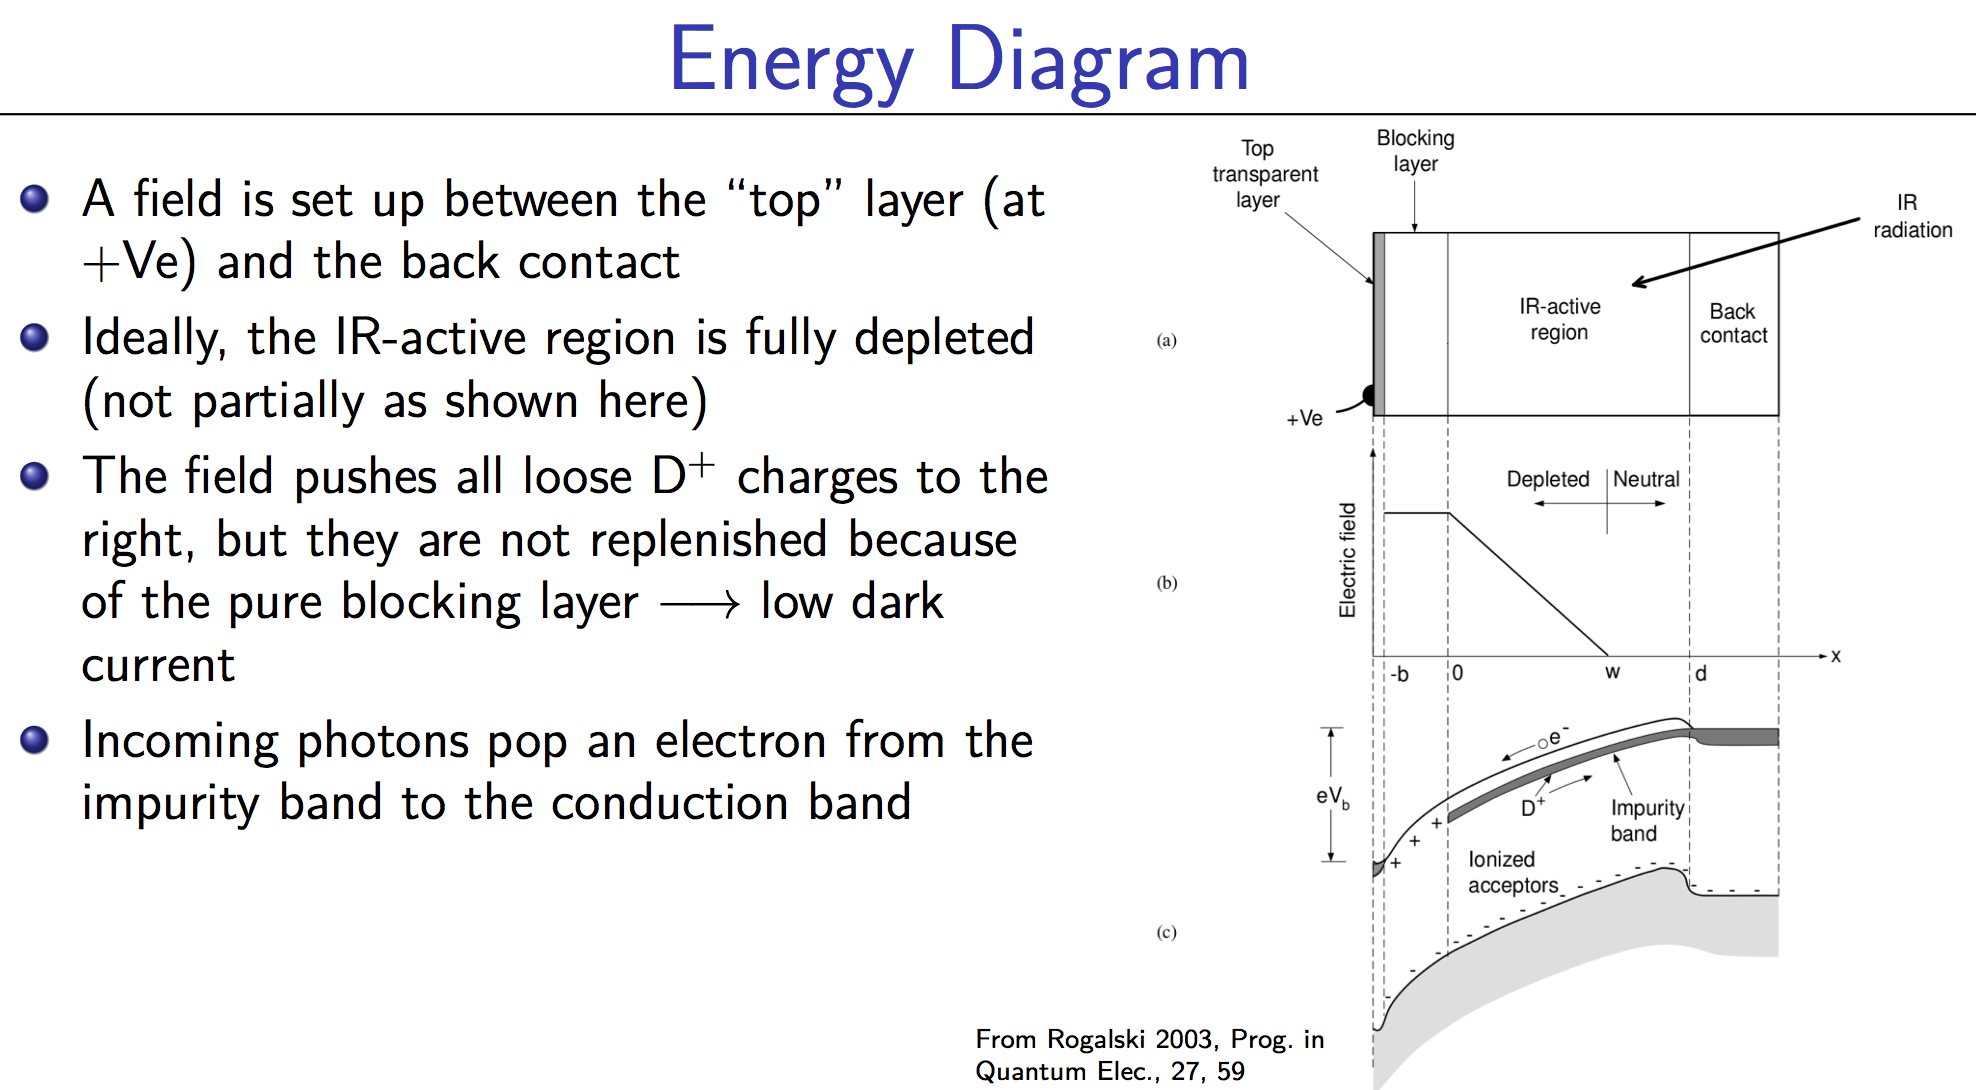 Energy Diagram
A field is set up between the “top” layer (at
+Ve) and the back contact
Ideally, the IR-active region is fully depleted
(not partially as shown here)
The field pushes all loose D⁺ charges to the
right, but they are not replenished because
of the pure blocking layer ⟶ low dark
current
Incoming photons pop an electron from the
impurity band to the conduction band
Top
transparent
layer
Blocking
layer
IR
radiation
IR-active
region
Back
contact
(a)
+Ve
Depleted
Neutral
Electric field
(b)
-b
0
w
d
x
e⁻
eV_b
D⁺
Impurity
band
+ + + +
Ionized
acceptors
(c)
From Rogalski 2003, Prog. in
Quantum Elec., 27, 59